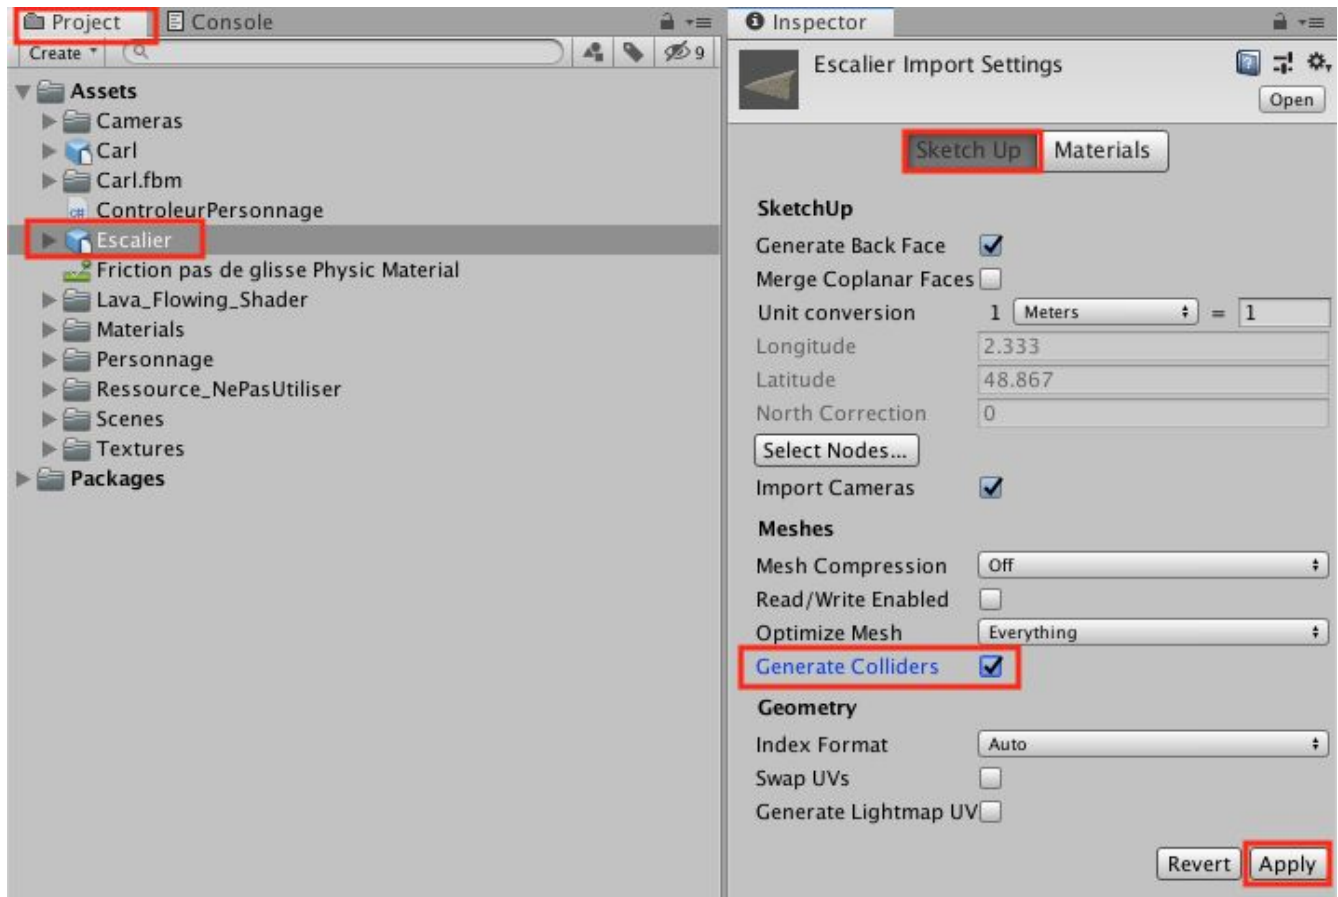 Project
Console
Create
9
Assets
Cameras
Carl
Carl.fbm
C#
ControleurPersonnage
Escalier
Friction pas de glisse Physic Material
Lava_Flowing_Shader
Materials
Personnage
Ressource_NePasUtiliser
Scenes
Textures
Packages
Inspector
Escalier Import Settings
Open
Sketch Up Materials
SketchUp
Generate Back Face
Merge Coplanar Faces
Unit conversion 1 Meters = 1
Longitude 2.333
Latitude 48.867
North Correction 0
Select Nodes...
Import Cameras
Meshes
Mesh Compression Off
Read/Write Enabled
Optimize Mesh Everything
Generate Colliders
Geometry
Index Format Auto
Swap UVs
Generate Lightmap UV
Revert Apply